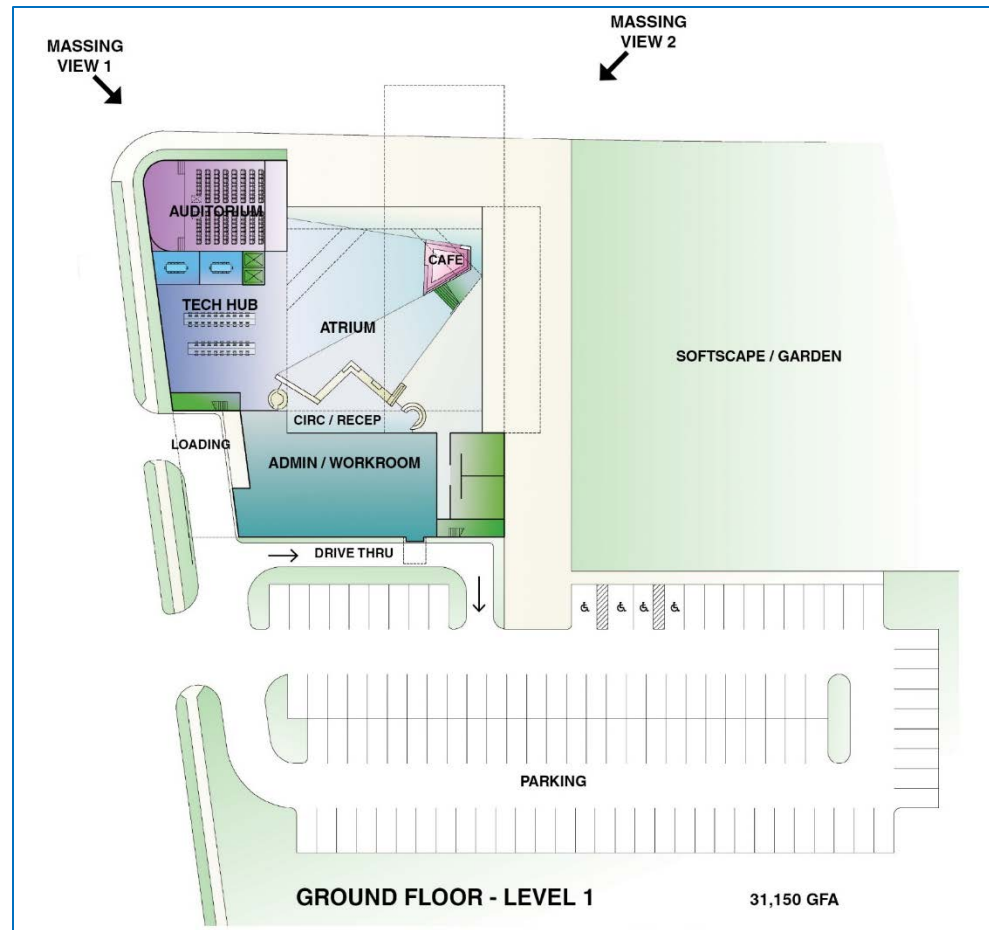 MASSING
VIEW 1
MASSING
VIEW 2
AUDITORIUM
CAFE
TECH HUB
ATRIUM
SOFTSCAPE / GARDEN
CIRC / RECEP
LOADING
ADMIN / WORKROOM
DRIVE THRU
PARKING
GROUND FLOOR - LEVEL 1
31,150 GFA